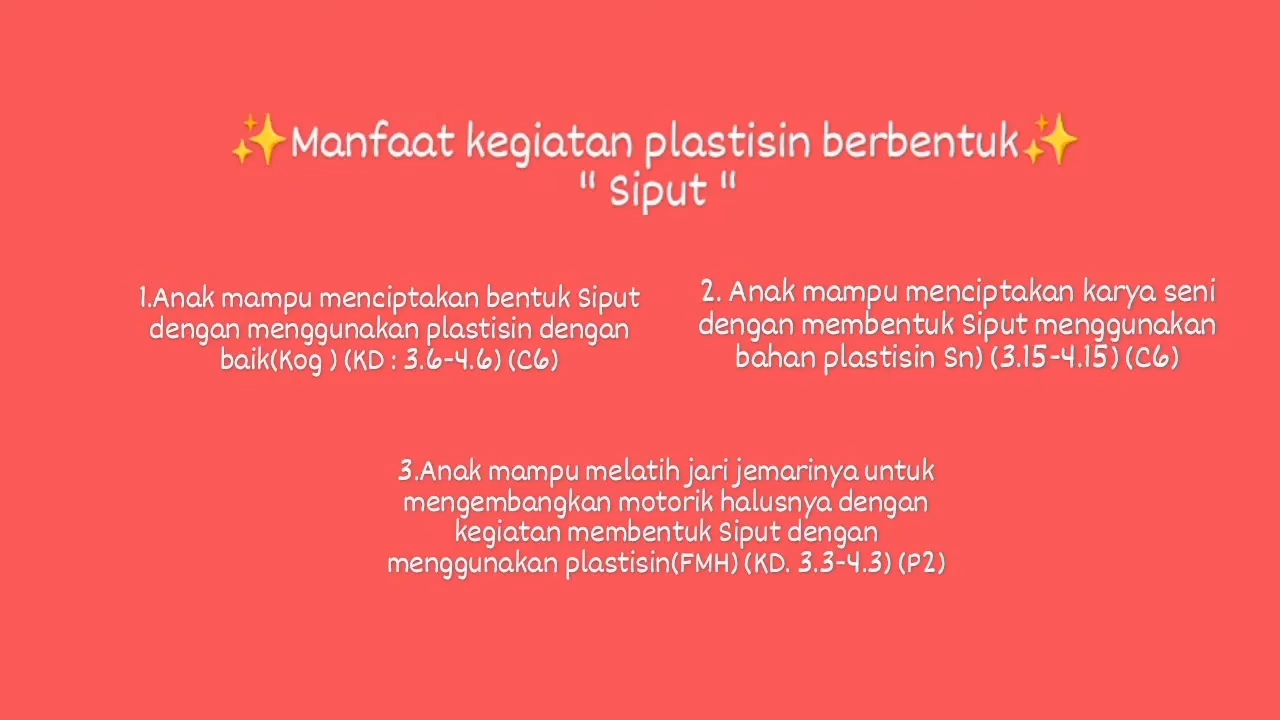 ✨Manfaat kegiatan plastisin berbentuk✨
" Siput "
1.Anak mampu menciptakan bentuk Siput
dengan menggunakan plastisin dengan
baik(Kog ) (KD : 3.6-4.6) (C6)
2. Anak mampu menciptakan karya seni
dengan membentuk Siput menggunakan
bahan plastisin Sn) (3.15-4.15) (C6)
3.Anak mampu melatih jari jemarinya untuk
mengembangkan motorik halusnya dengan
kegiatan membentuk Siput dengan
menggunakan plastisin(FMH) (KD. 3.3-4.3) (P2)